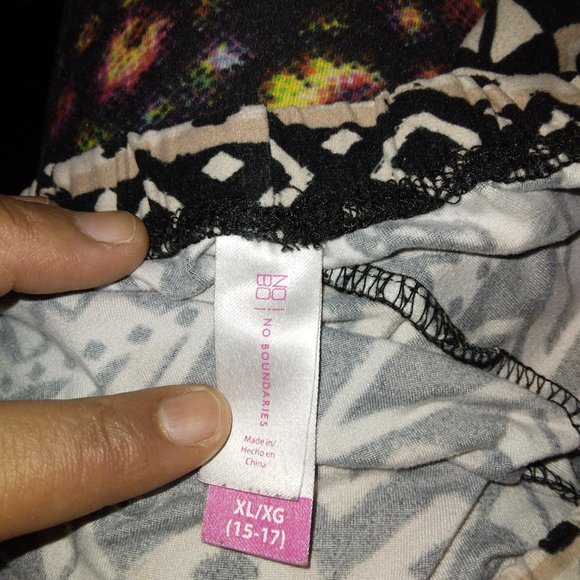 NO
BO
NO BOUNDARIES
Made in/
Hecho en
China
XL/XG
(15-17)